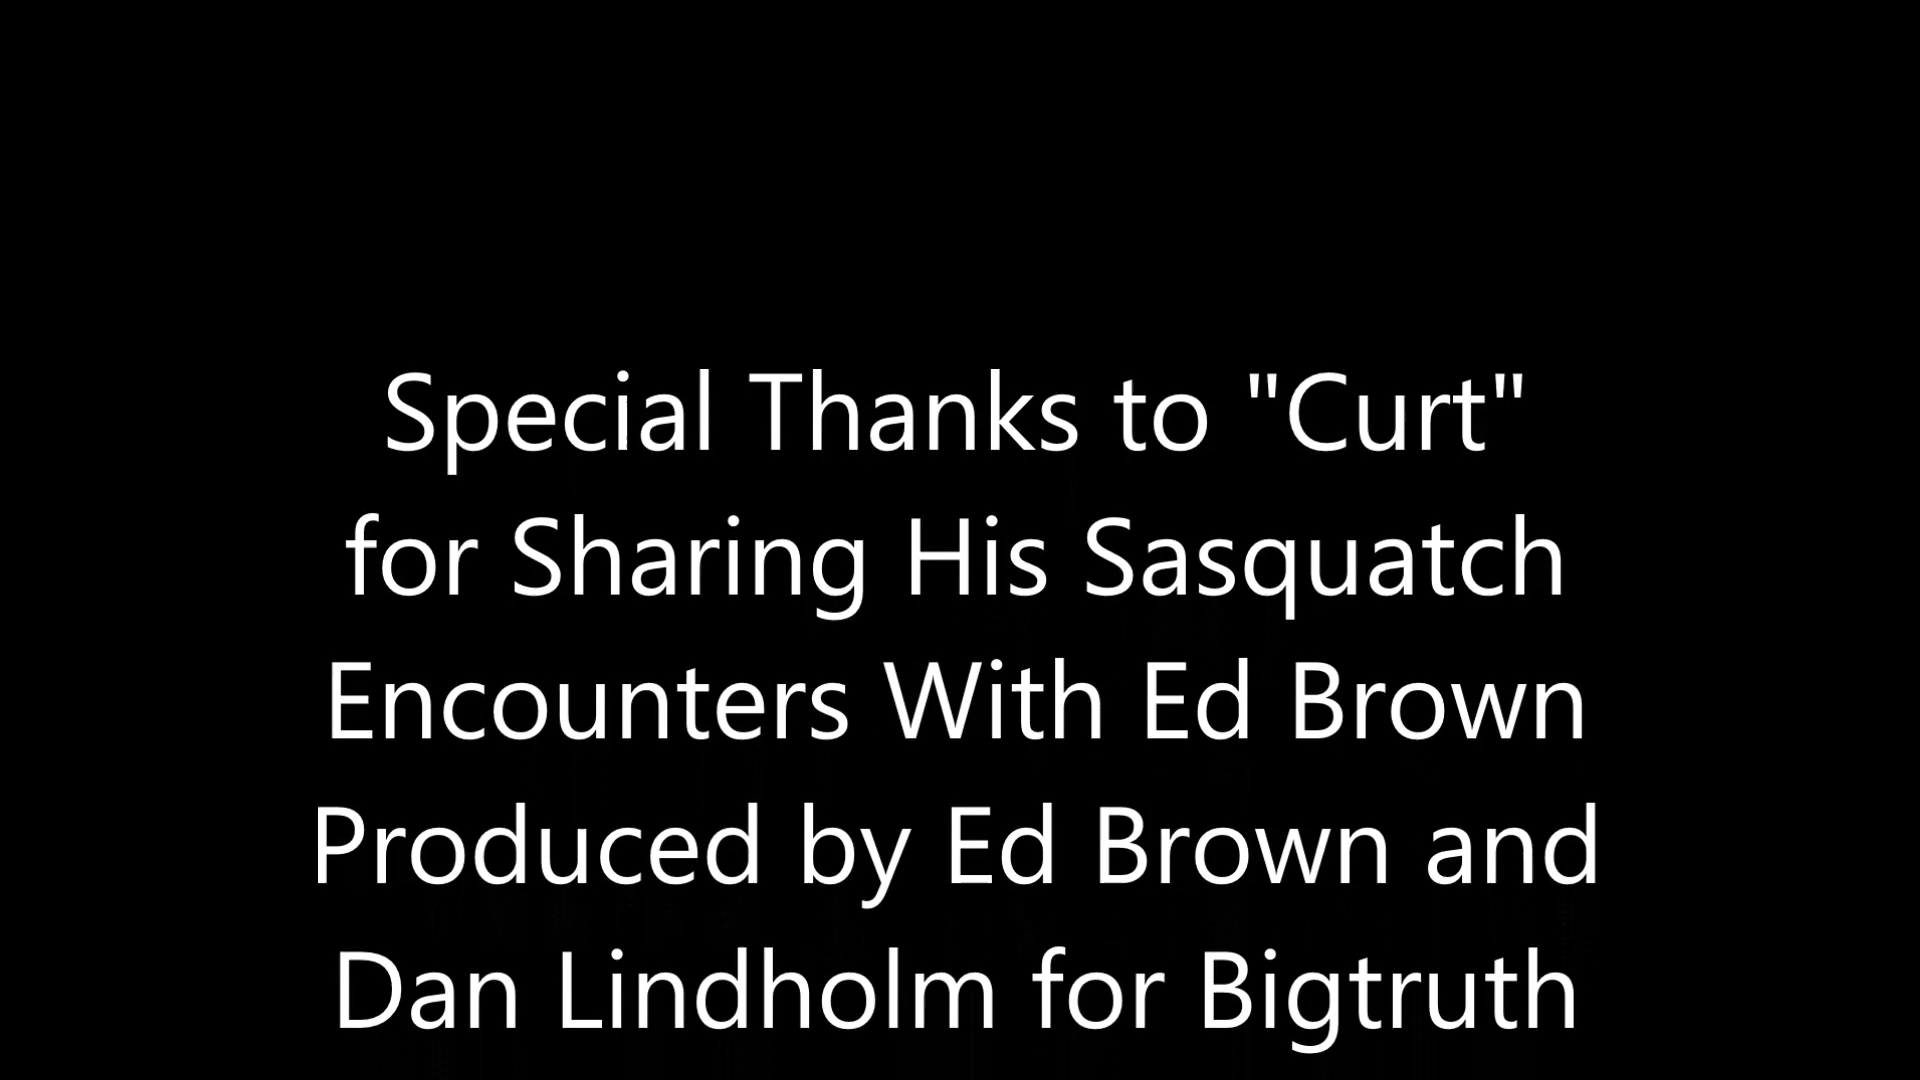 Special Thanks to "Curt"
for Sharing His Sasquatch
Encounters With Ed Brown
Produced by Ed Brown and
Dan Lindholm for Bigtruth